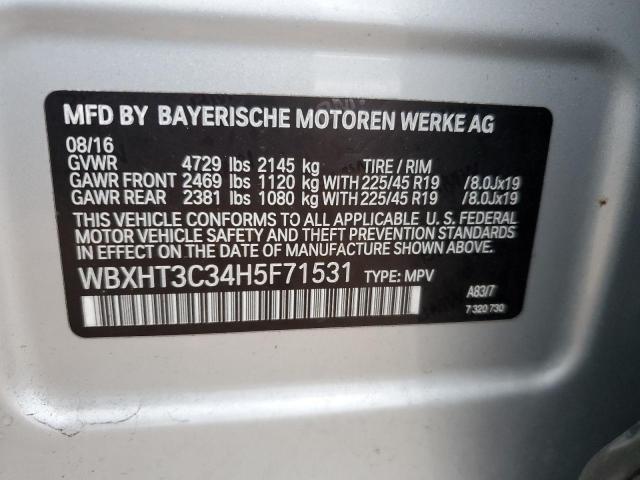 MFD BY BAYERISCHE MOTOREN WERKE AG
08/16
GVWR 4729 lbs 2145 kg TIRE / RIM
GAWR FRONT 2469 lbs 1120 kg WITH 225/45 R19 /8.0Jx19
GAWR REAR 2381 lbs 1080 kg WITH 225/45 R19 /8.0Jx19
THIS VEHICLE CONFORMS TO ALL APPLICABLE U. S. FEDERAL
MOTOR VEHICLE SAFETY AND THEFT PREVENTION STANDARDS
IN EFFECT ON THE DATE OF MANUFACTURE SHOWN ABOVE.
WBXHT3C34H5F71531 TYPE: MPV
A83/7
7 320 730